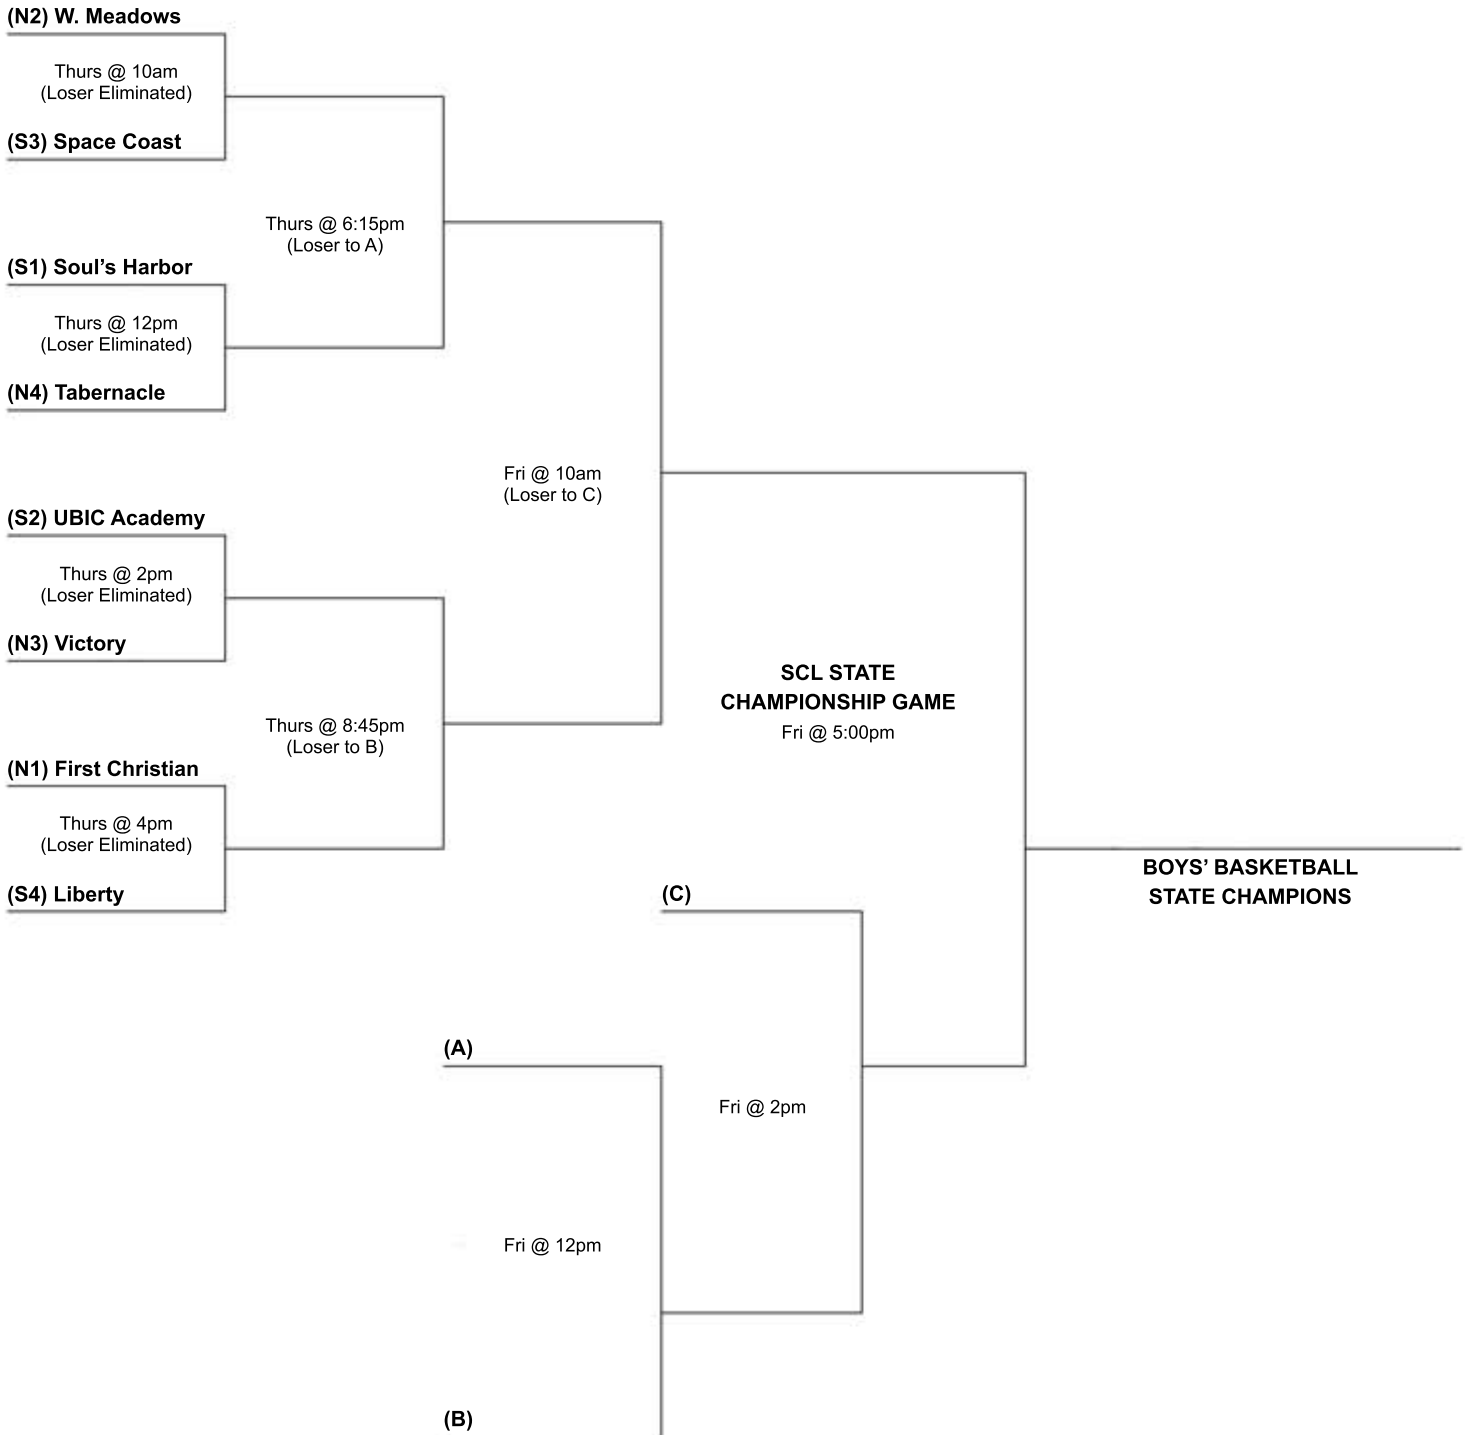 (N2) W. Meadows
Thurs @ 10am
(Loser Eliminated)
(S3) Space Coast
Thurs @ 6:15pm
(Loser to A)
(S1) Soul’s Harbor
Thurs @ 12pm
(Loser Eliminated)
(N4) Tabernacle
Fri @ 10am
(Loser to C)
(S2) UBIC Academy
Thurs @ 2pm
(Loser Eliminated)
(N3) Victory
SCL STATE
CHAMPIONSHIP GAME
Fri @ 5:00pm
Thurs @ 8:45pm
(Loser to B)
(N1) First Christian
Thurs @ 4pm
(Loser Eliminated)
(S4) Liberty
BOYS’ BASKETBALL
STATE CHAMPIONS
(C)
(A)
Fri @ 2pm
Fri @ 12pm
(B)